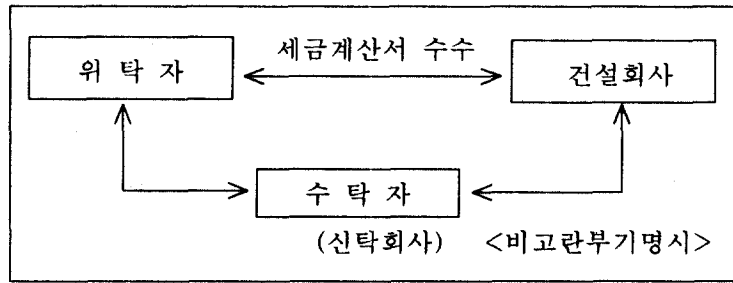 세금계산서 수수
위 탁 자
건설회사
수 탁 자
(신탁회사)
<비고란부기명시>